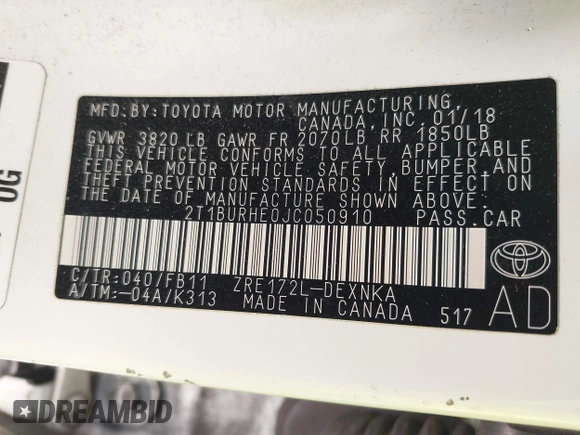 MFD.BY:TOYOTA MOTOR MANUFACTURING,
CANADA, INC. 01/18
GVWR 3820 LB GAWR FR 2070LB RR 1850LB
THIS VEHICLE CONFORMS TO ALL APPLICABLE
FEDERAL MOTOR VEHICLE SAFETY, BUMPER, AND
THEFT PREVENTION STANDARDS IN EFFECT ON
THE DATE OF MANUFACTURE SHOWN ABOVE.
2T1BURHE0JC050910 PASS.CAR
C/TR:040/FB11 ZRE172L-DEXNKA
A/TM:-04A/K313 MADE IN CANADA 517
AD
OG
DREAMBID